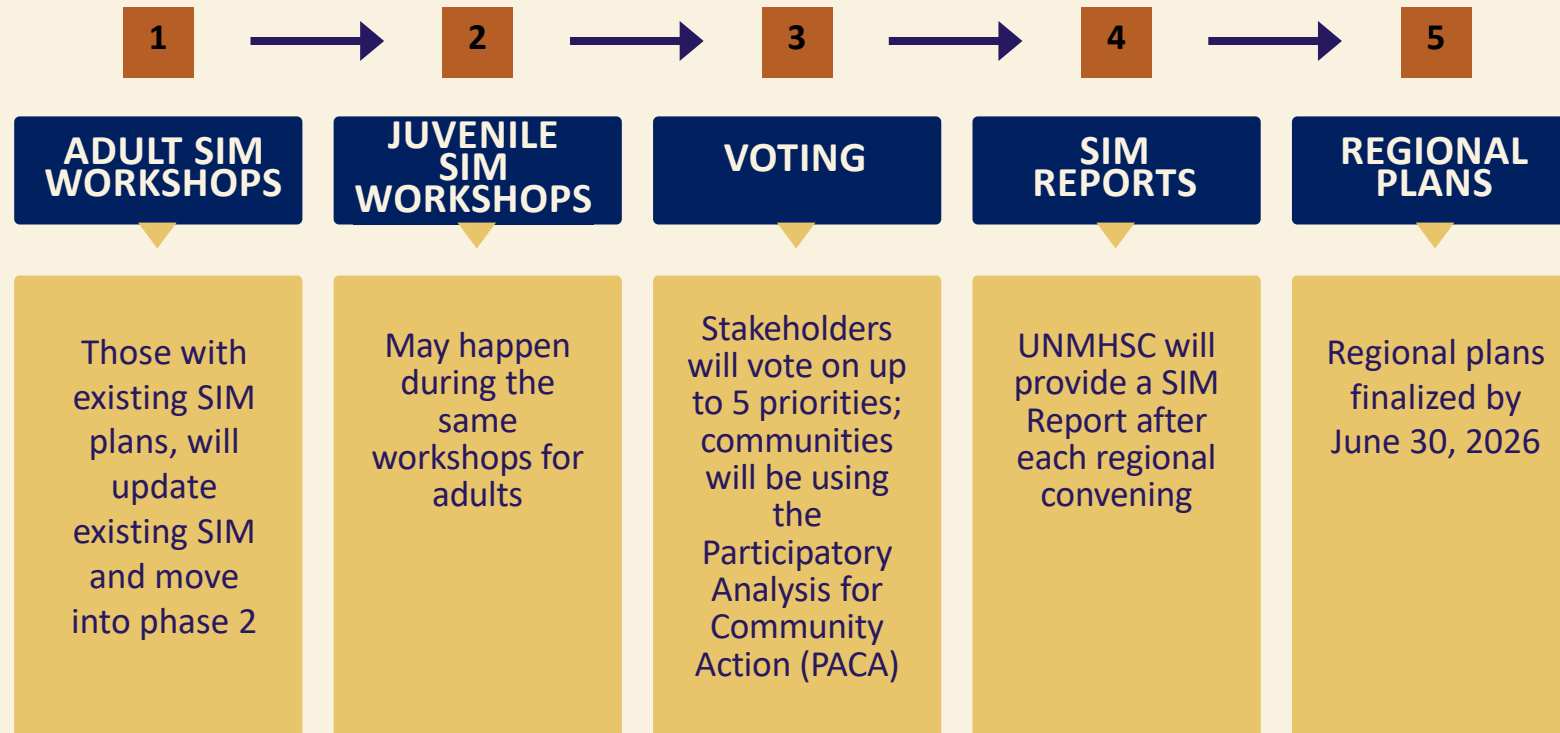 1
2
3
4
5
ADULT SIM
WORKSHOPS
Those with
existing SIM
plans, will
update
existing SIM
and move
into phase 2
JUVENILE
SIM
WORKSHOPS
May happen
during the
same
workshops for
adults
VOTING
Stakeholders
will vote on up
to 5 priorities;
communities
will be using
the
Participatory
Analysis for
Community
Action (PACA)
SIM
REPORTS
UNMHSC will
provide a SIM
Report after
each regional
convening
REGIONAL
PLANS
Regional plans
finalized by
June 30, 2026